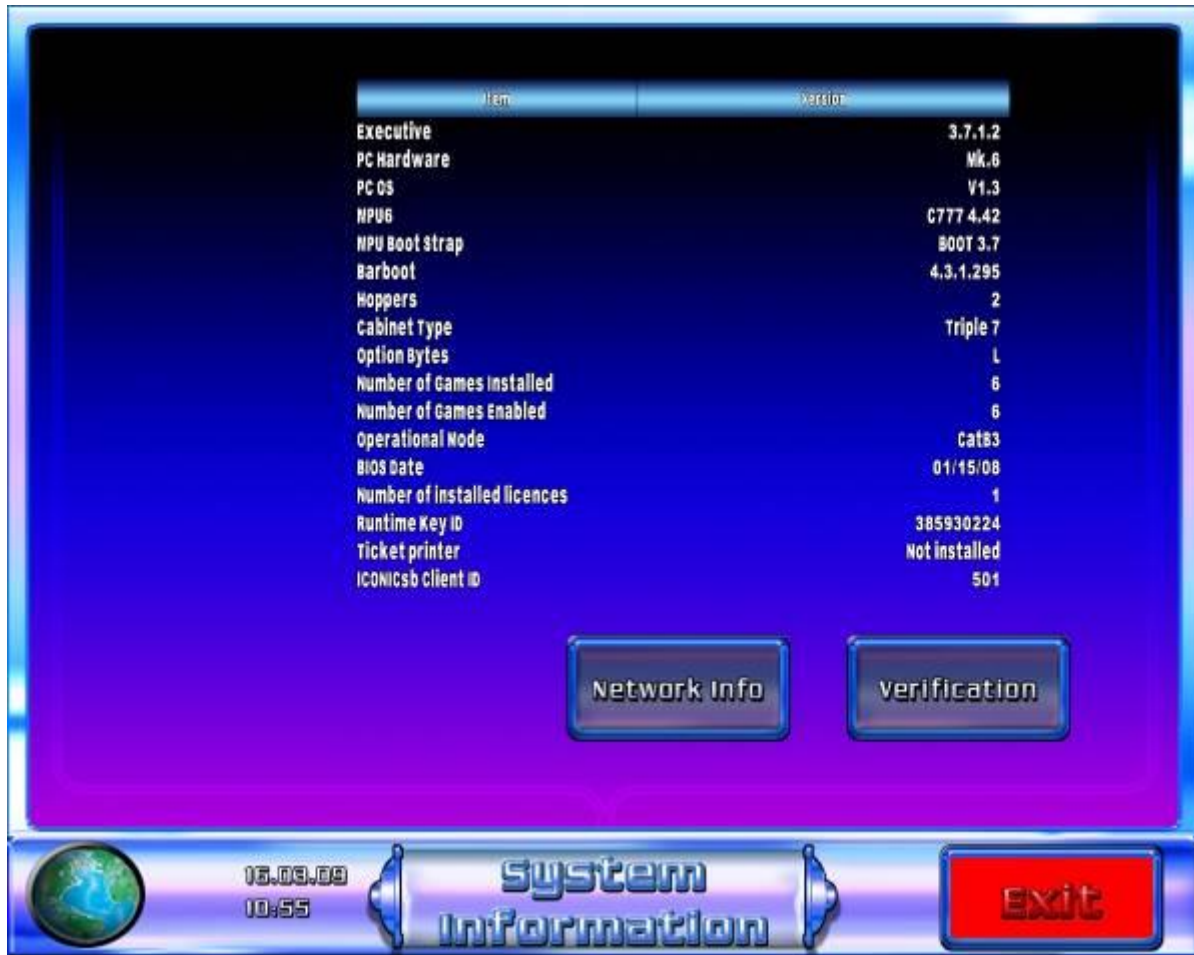 Item Version
Executive 3.7.1.2
PC Hardware Mk.6
PC OS V1.3
MPU6 C777 4.42
MPU Boot Strap BOOT 3.7
Barboot 4.3.1.295
Hoppers 2
Cabinet Type Triple 7
Option Bytes L
Number of Games Installed 6
Number of Games Enabled 6
Operational Mode CatB3
BIOS Date 01/15/08
Number of installed licences 1
Runtime Key ID 385930224
Ticket printer Not installed
ICONICsb Client ID 501
Network Info Verification
16.03.09
10:55
System
Information
Exit